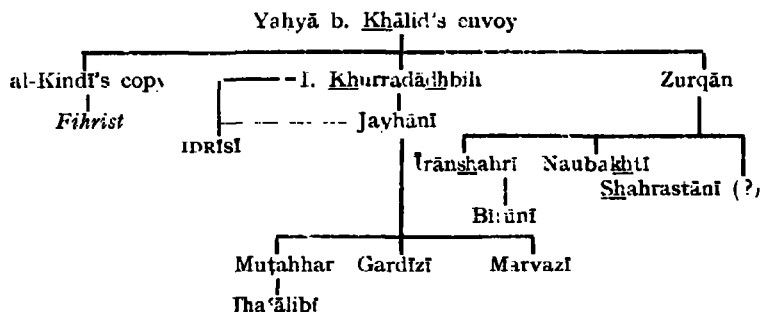 Yahyā b. Khālid's envoy
al-Kindī's copy I. Khurradādhbih Zurqān
Fihrist Jayhānī
IDRĪSĪ
Īrānshahrī Naubakhtī
Shahrastānī (?)
Bīrūnī
Muṭahhar Gardīzī Marvazī
Tha‘ālibī